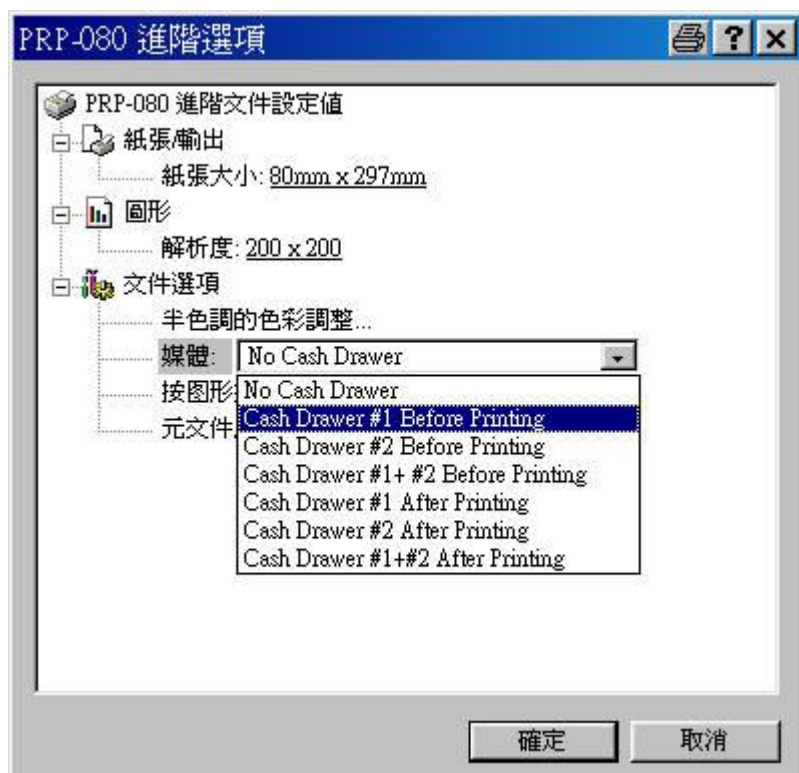 PRP-080 進階選項
PRP-080 進階文件設定值
紙張/輸出
紙張大小: 80mm x 297mm
圖形
解析度: 200 x 200
文件選項
半色調的色彩調整...
媒體: No Cash Drawer
按图形
No Cash Drawer
Cash Drawer #1 Before Printing
元文件
Cash Drawer #2 Before Printing
Cash Drawer #1+ #2 Before Printing
Cash Drawer #1 After Printing
Cash Drawer #2 After Printing
Cash Drawer #1+#2 After Printing
確定 取消